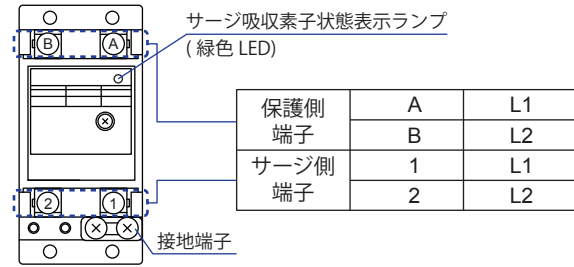 サージ吸収素子状態表示ランプ
(緑色 LED)
B A
保護側端子 A L1
B L2
サージ側端子 1 L1
2 L2
2 1
接地端子